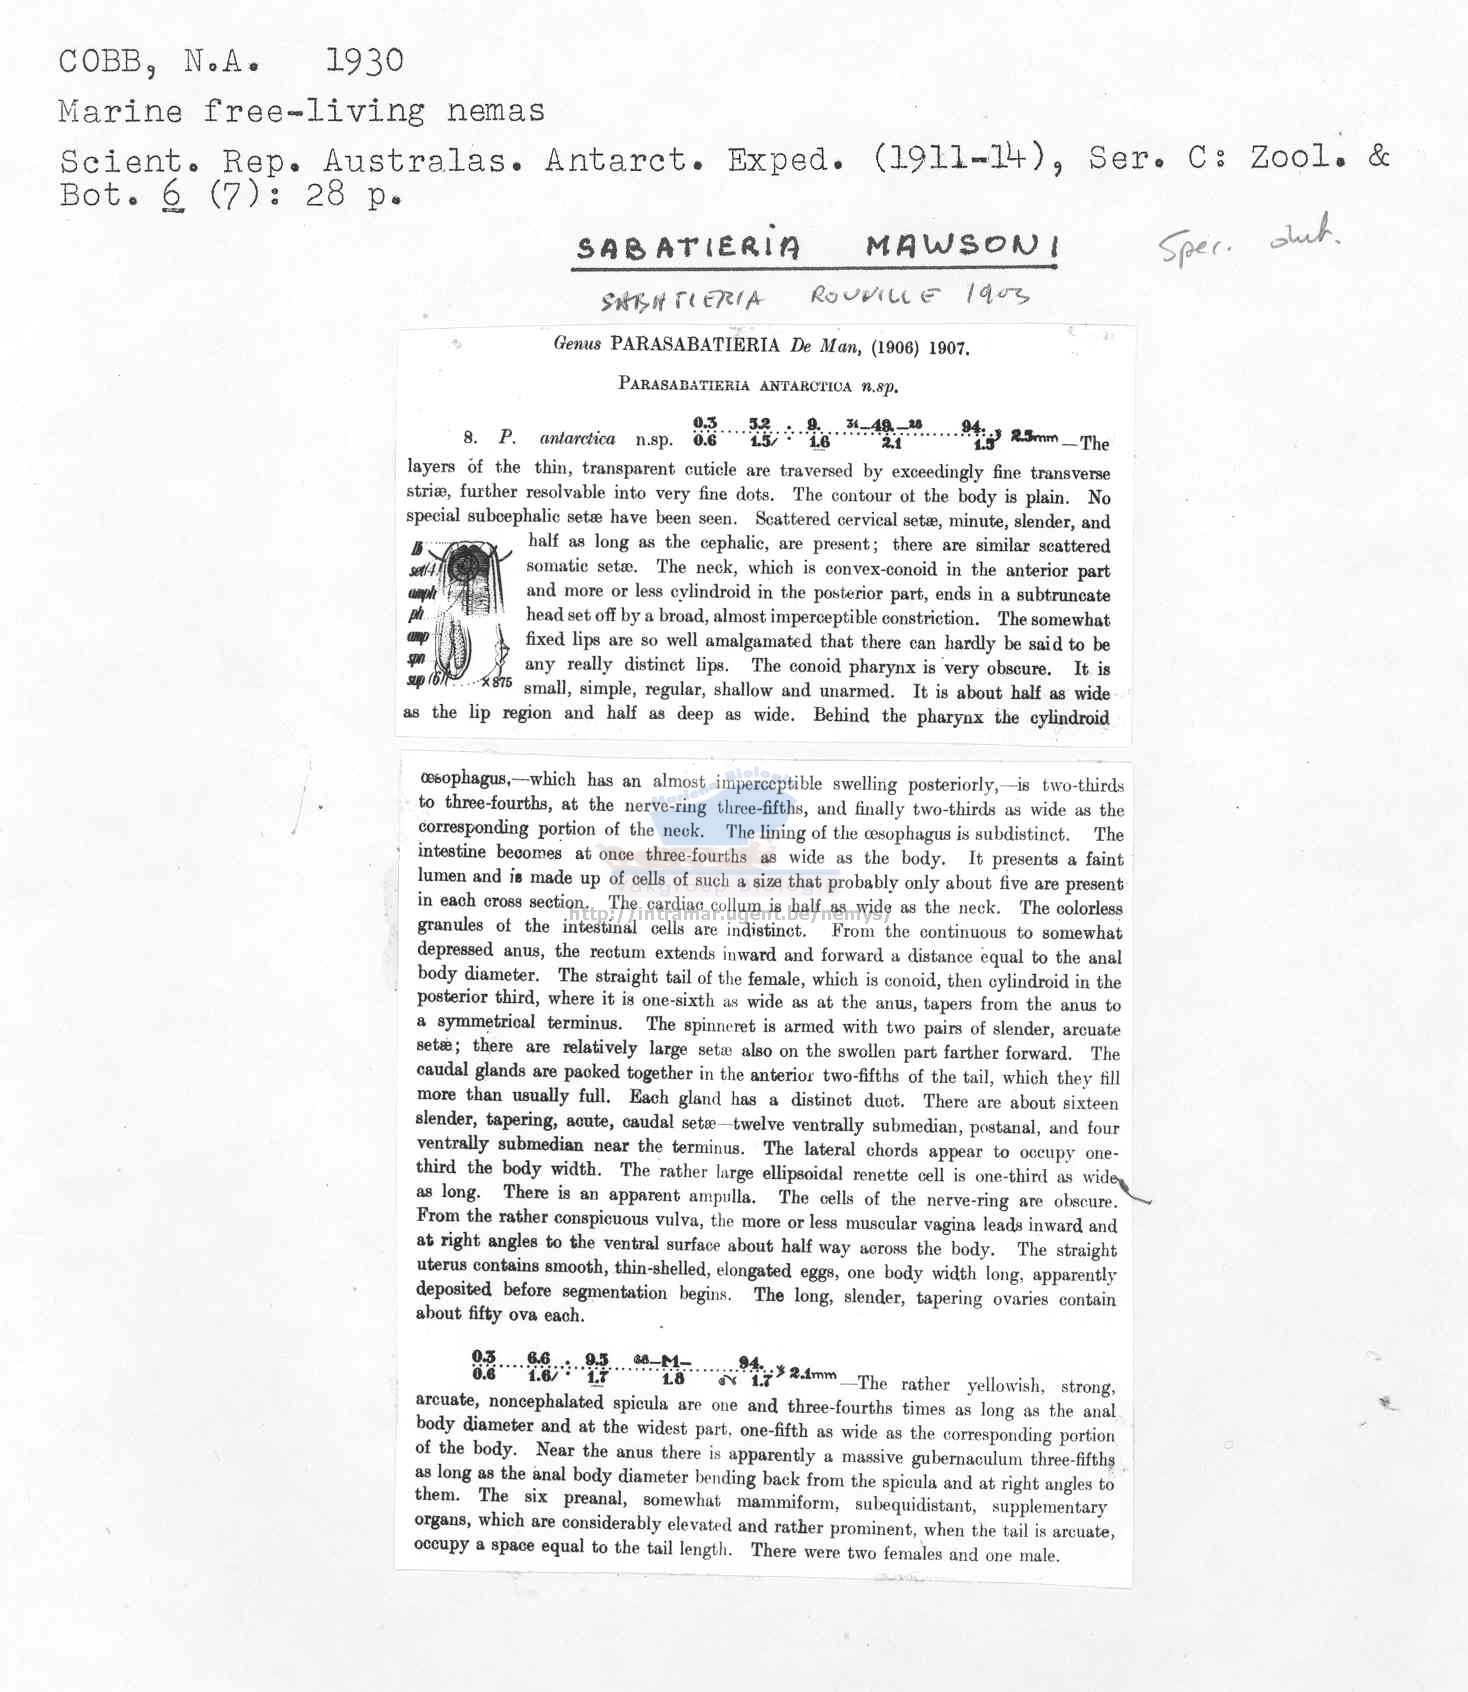 COBB, N.A. 1930
Marine free-living nemas
Scient. Rep. Australas. Antarct. Exped. (1911-14), Ser. C: Zool. &
Bot. 6 (7): 28 p.
SABATIERIA MAWSONI
Spec.
SABATIERIA ROUVILLE 1903
Genus PARASABATIERIA De Man, (1906) 1907.
PARASABATIERIA ANTARCTICA n.sp.
0.3 5.2 9. 31-49-28 94.
8. P. antarctica n.sp. 0.6 1.5 1.6 2.1 1.5 2.5mm —The
layers of the thin, transparent cuticle are traversed by exceedingly fine transverse
striæ, further resolvable into very fine dots. The contour of the body is plain. No
special subcephalic setæ have been seen. Scattered cervical setæ, minute, slender, and
half as long as the cephalic, are present; there are similar scattered
somatic setæ. The neck, which is convex-conoid in the anterior part
and more or less cylindroid in the posterior part, ends in a subtruncate
head set off by a broad, almost imperceptible constriction. The somewhat
fixed lips are so well amalgamated that there can hardly be said to be
any really distinct lips. The conoid pharynx is very obscure. It is
small, simple, regular, shallow and unarmed. It is about half as wide
lb
set/4
amph
ph
amp
spn
sup (6)
×875
as the lip region and half as deep as wide. Behind the pharynx the cylindroid
œsophagus,—which has an almost imperceptible swelling posteriorly,—is two-thirds
to three-fourths, at the nerve-ring three-fifths, and finally two-thirds as wide as the
corresponding portion of the neck. The lining of the œsophagus is subdistinct. The
intestine becomes at once three-fourths as wide as the body. It presents a faint
lumen and is made up of cells of such a size that probably only about five are present
in each cross section. The cardiac collum is half as wide as the neck. The colorless
http://intramar.ugent.be/nemys/
granules of the intestinal cells are indistinct. From the continuous to somewhat
depressed anus, the rectum extends inward and forward a distance equal to the anal
body diameter. The straight tail of the female, which is conoid, then cylindroid in the
posterior third, where it is one-sixth as wide as at the anus, tapers from the anus to
a symmetrical terminus. The spinneret is armed with two pairs of slender, arcuate
setæ; there are relatively large setæ also on the swollen part farther forward. The
caudal glands are packed together in the anterior two-fifths of the tail, which they fill
more than usually full. Each gland has a distinct duct. There are about sixteen
slender, tapering, acute, caudal setæ—twelve ventrally submedian, postanal, and four
ventrally submedian near the terminus. The lateral chords appear to occupy one-
third the body width. The rather large ellipsoidal renette cell is one-third as wide
as long. There is an apparent ampulla. The cells of the nerve-ring are obscure.
From the rather conspicuous vulva, the more or less muscular vagina leads inward and
at right angles to the ventral surface about half way across the body. The straight
uterus contains smooth, thin-shelled, elongated eggs, one body width long, apparently
deposited before segmentation begins. The long, slender, tapering ovaries contain
about fifty ova each.
0.3 6.6 9.5 -M- 94.
0.6 1.6 1.7 1.8 1.7 2.1mm —The rather yellowish, strong,
arcuate, noncephalated spicula are one and three-fourths times as long as the anal
body diameter and at the widest part, one-fifth as wide as the corresponding portion
of the body. Near the anus there is apparently a massive gubernaculum three-fifths
as long as the anal body diameter bending back from the spicula and at right angles to
them. The six preanal, somewhat mammiform, subequidistant, supplementary
organs, which are considerably elevated and rather prominent, when the tail is arcuate,
occupy a space equal to the tail length. There were two females and one male.